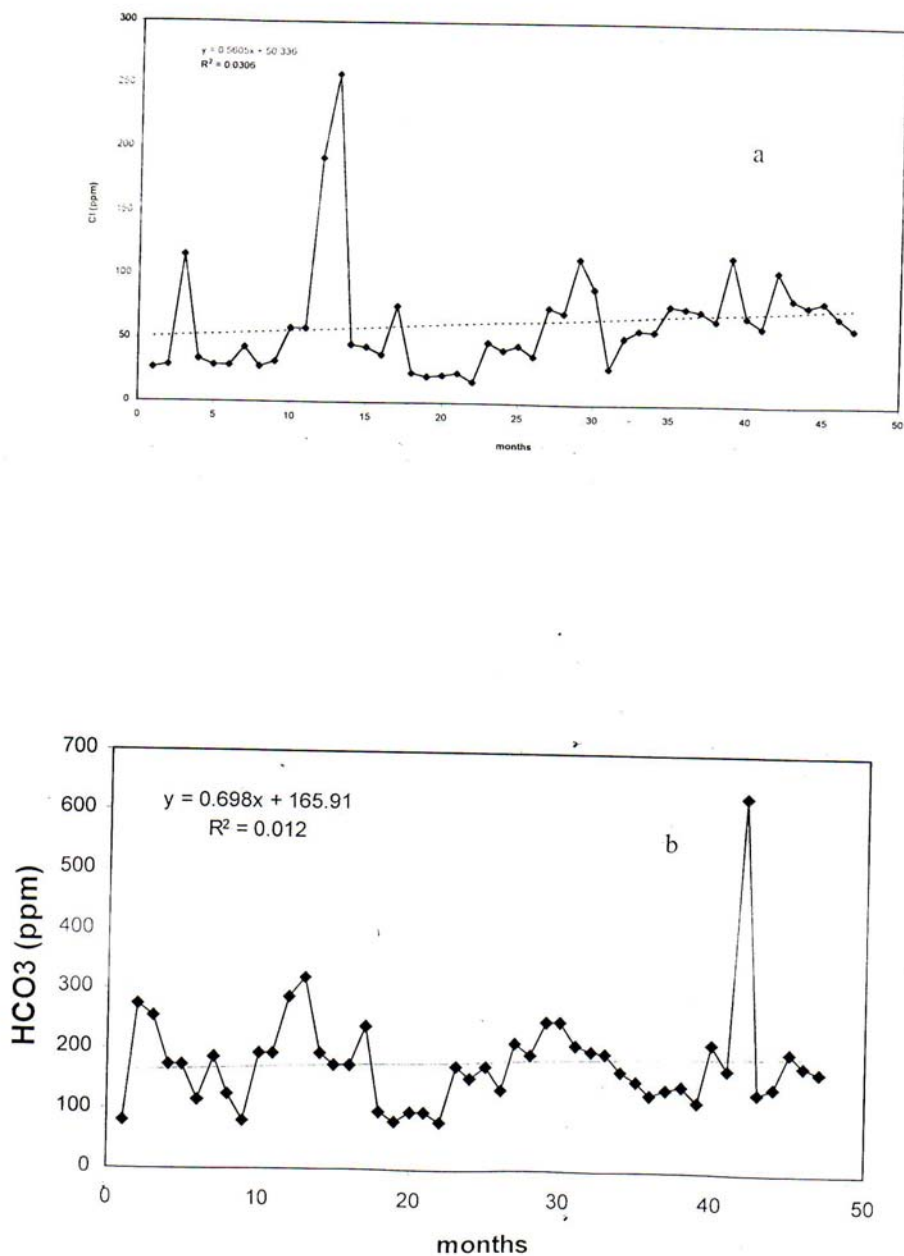 300
y = 0.5605x + 50.336
R² = 0.0306
250
200
a
150
Cl (ppm)
100
50
0
0 5 10 15 20 25 30 35 40 45 50
months
700
y = 0.698x + 165.91
600
R² = 0.012
b
500
400
HCO3 (ppm)
300
200
100
0
0 10 20 30 40 50
months